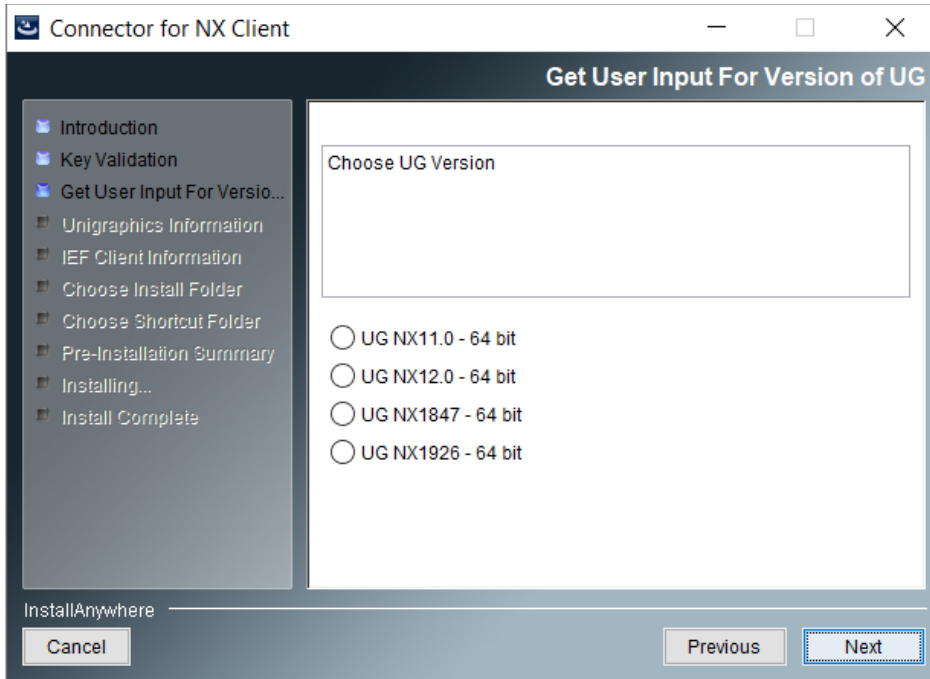 Connector for NX Client
Get User Input For Version of UG
Introduction
Key Validation
Get User Input For Versio...
Unigraphics Information
IEF Client Information
Choose Install Folder
Choose Shortcut Folder
Pre-Installation Summary
Installing...
Install Complete
Choose UG Version
UG NX11.0 - 64 bit
UG NX12.0 - 64 bit
UG NX1847 - 64 bit
UG NX1926 - 64 bit
InstallAnywhere
Cancel
Previous
Next